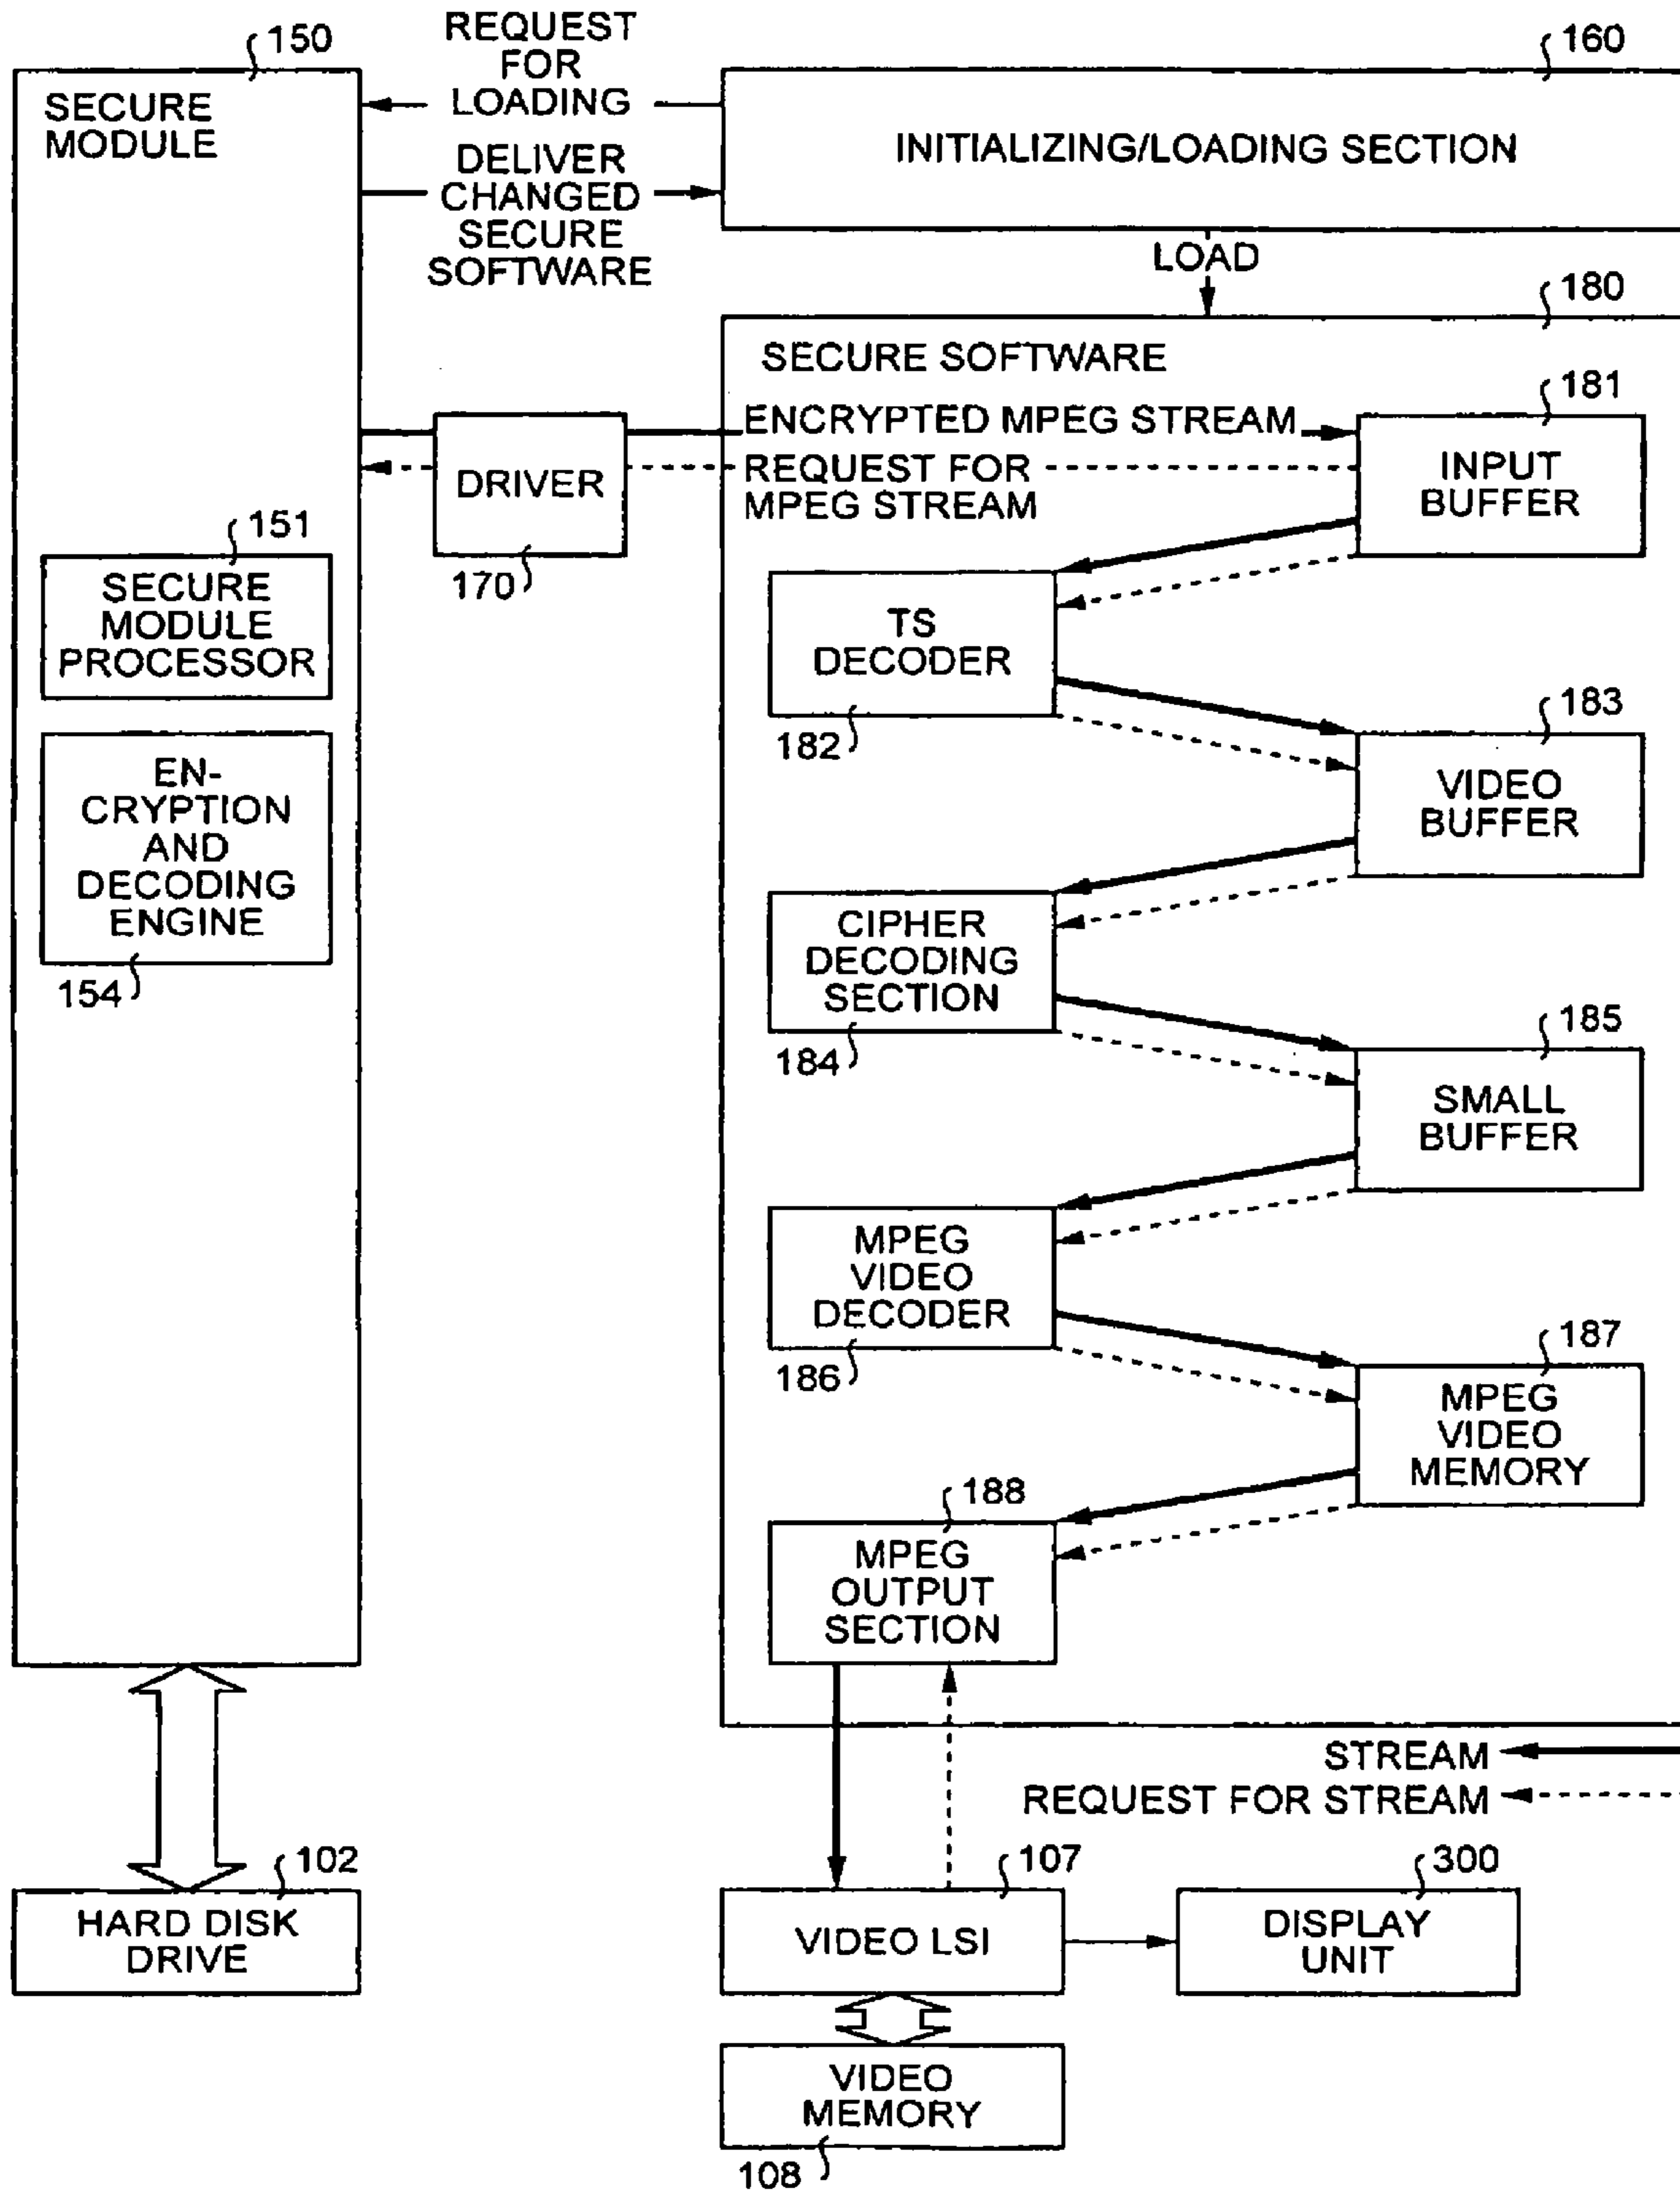 150
SECURE
MODULE
REQUEST
FOR
LOADING
DELIVER
CHANGED
SECURE
SOFTWARE
160
INITIALIZING/LOADING SECTION
LOAD
180
SECURE SOFTWARE
ENCRYPTED MPEG STREAM
REQUEST FOR
MPEG STREAM
DRIVER
170
181
INPUT
BUFFER
151
SECURE
MODULE
PROCESSOR
TS
DECODER
182
183
VIDEO
BUFFER
EN-
CRYPTION
AND
DECODING
ENGINE
154
CIPHER
DECODING
SECTION
184
185
SMALL
BUFFER
MPEG
VIDEO
DECODER
186
187
MPEG
VIDEO
MEMORY
188
MPEG
OUTPUT
SECTION
STREAM
REQUEST FOR STREAM
102
HARD DISK
DRIVE
107
VIDEO LSI
300
DISPLAY
UNIT
VIDEO
MEMORY
108